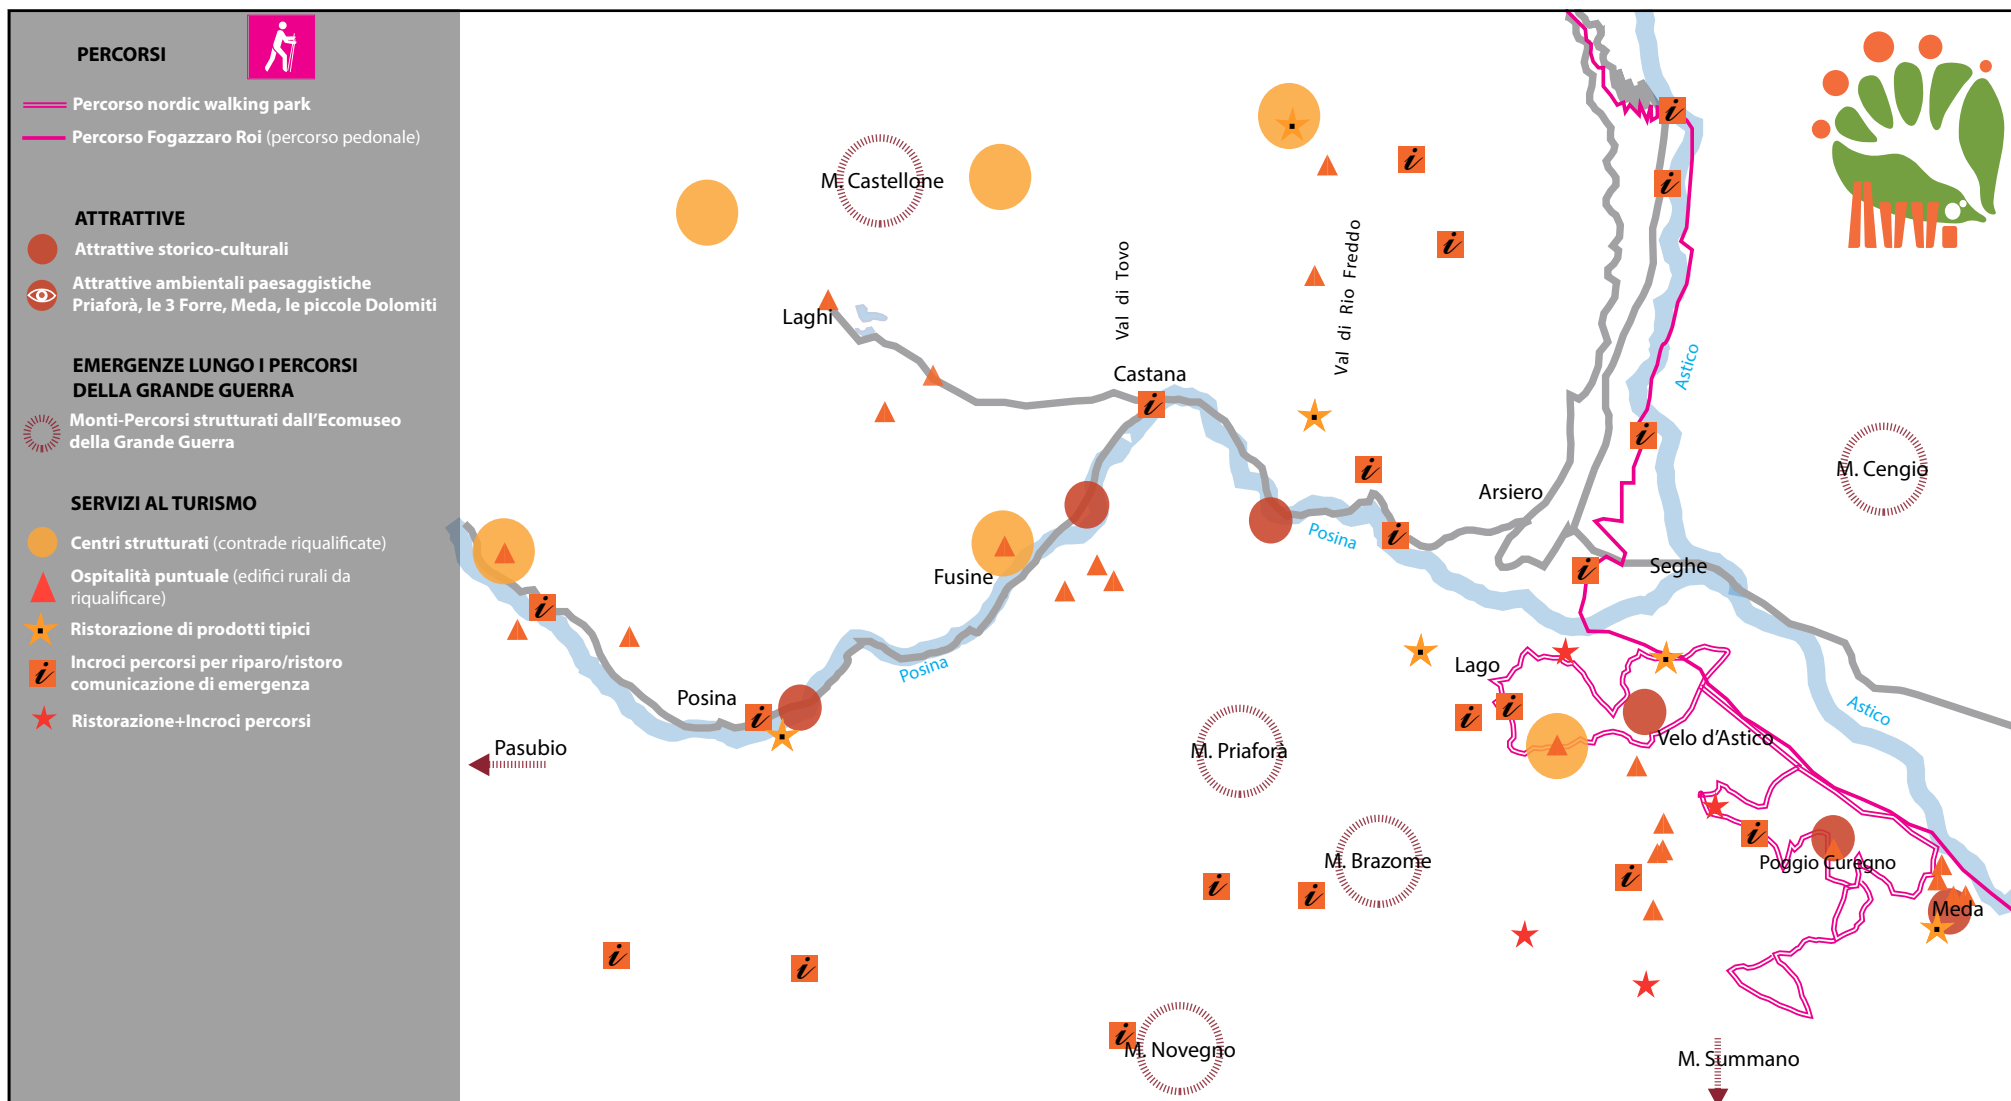 PERCORSI
Percorso nordic walking park
Percorso Fogazzaro Roi (percorso pedonale)
ATTRATTIVE
Attrattive storico-culturali
Attrattive ambientali paesaggistiche
Priaforà, le 3 Forre, Meda, le piccole Dolomiti
EMERGENZE LUNGO I PERCORSI
DELLA GRANDE GUERRA
Monti-Percorsi strutturati dall'Ecomuseo
della Grande Guerra
SERVIZI AL TURISMO
Centri strutturati (contrade riqualificate)
Ospitalità puntuale (edifici rurali da
riqualificare)
Ristorazione di prodotti tipici
i
Incroci percorsi per riparo/ristoro
comunicazione di emergenza
Ristorazione+Incroci percorsi
i
i
M. Castellone
i
i
Val di Tovo
Val di Rio Freddo
Laghi
Astico
Castana
i
i
M. Cengio
i
Arsiero
Posina
i
Seghe
i
Fusine
i
Posina
Lago
Posina
i
i
i
Astico
Velo d'Astico
Pasubio
M. Priaforà
i
M. Brazome
Poggio Curegno
i
i
i
Meda
i
i
i
M. Novegno
M. Summano